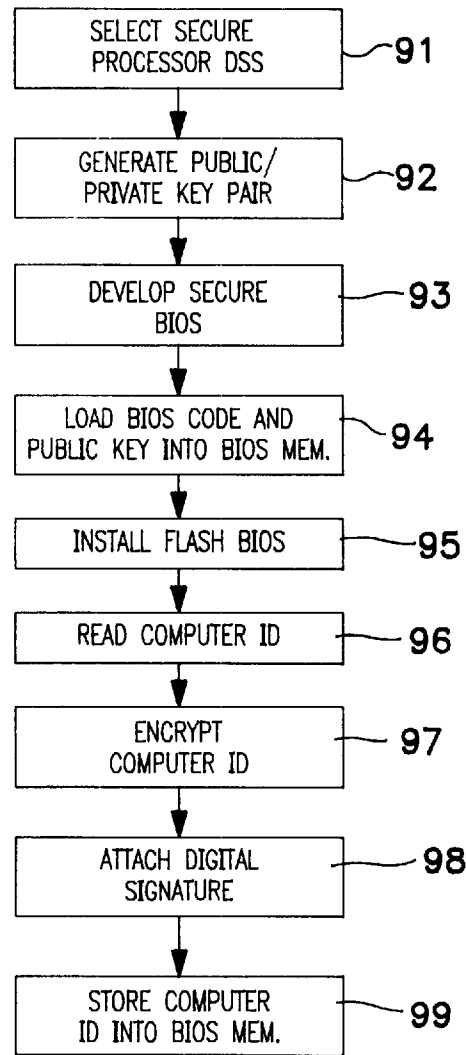 SELECT SECURE
PROCESSOR DSS
91
GENERATE PUBLIC/
PRIVATE KEY PAIR
92
DEVELOP SECURE
BIOS
93
LOAD BIOS CODE AND
PUBLIC KEY INTO BIOS MEM.
94
INSTALL FLASH BIOS
95
READ COMPUTER ID
96
ENCRYPT
COMPUTER ID
97
ATTACH DIGITAL
SIGNATURE
98
STORE COMPUTER
ID INTO BIOS MEM.
99